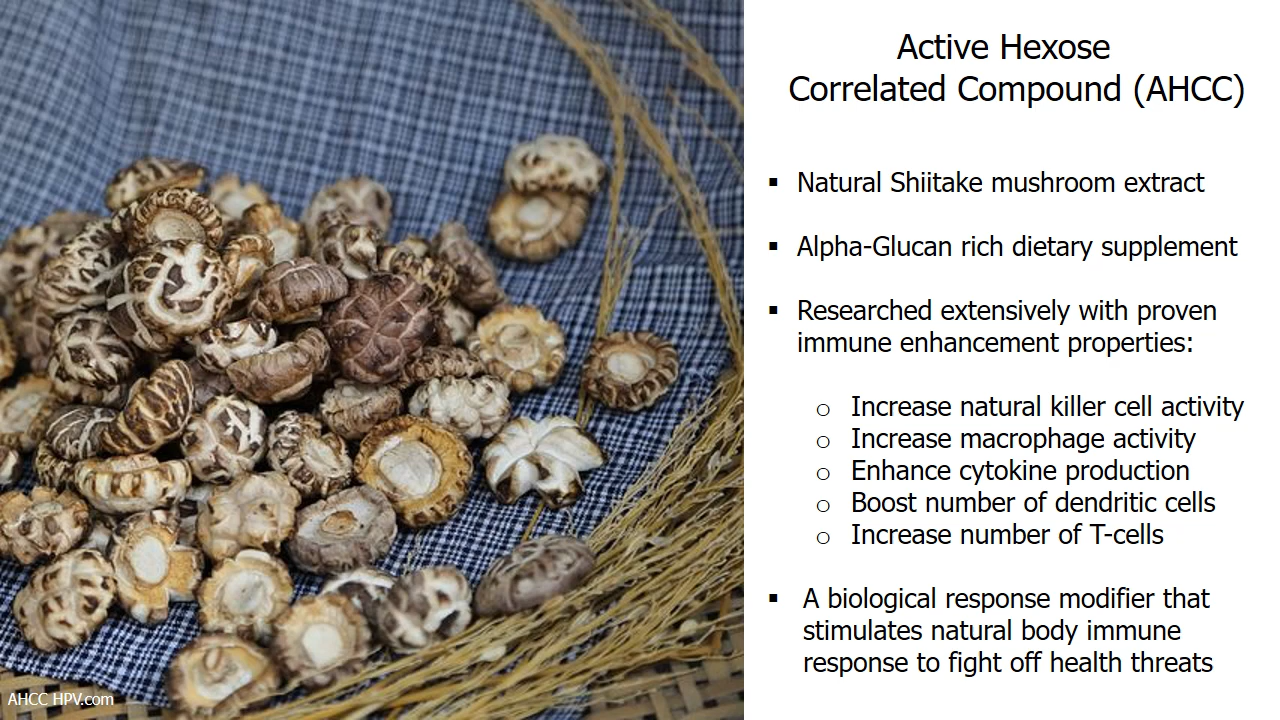 Active Hexose
Correlated Compound (AHCC)
▪ Natural Shiitake mushroom extract
▪ Alpha-Glucan rich dietary supplement
▪ Researched extensively with proven
immune enhancement properties:
○ Increase natural killer cell activity
○ Increase macrophage activity
○ Enhance cytokine production
○ Boost number of dendritic cells
○ Increase number of T-cells
▪ A biological response modifier that
stimulates natural body immune
response to fight off health threats
AHCC HPV.com